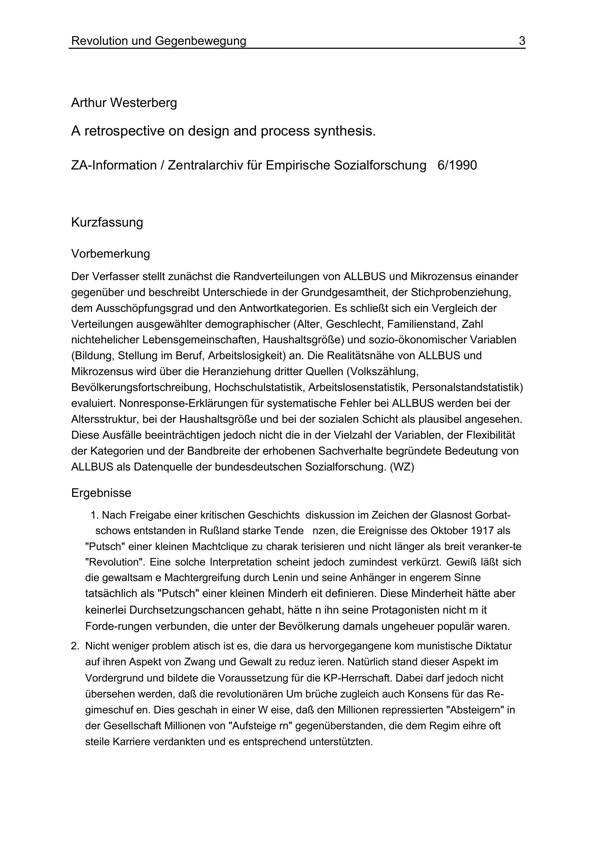 Revolution und Gegenbewegung 3
Arthur Westerberg
A retrospective on design and process synthesis.
ZA-Information / Zentralarchiv für Empirische Sozialforschung 6/1990
Kurzfassung
Vorbemerkung
Der Verfasser stellt zunächst die Randverteilungen von ALLBUS und Mikrozensus einander
gegenüber und beschreibt Unterschiede in der Grundgesamtheit, der Stichprobenziehung,
dem Ausschöpfungsgrad und den Antwortkategorien. Es schließt sich ein Vergleich der
Verteilungen ausgewählter demographischer (Alter, Geschlecht, Familienstand, Zahl
nichtehelicher Lebensgemeinschaften, Haushaltsgröße) und sozio-ökonomischer Variablen
(Bildung, Stellung im Beruf, Arbeitslosigkeit) an. Die Realitätsnähe von ALLBUS und
Mikrozensus wird über die Heranziehung dritter Quellen (Volkszählung,
Bevölkerungsfortschreibung, Hochschulstatistik, Arbeitslosenstatistik, Personalstandstatistik)
evaluiert. Nonresponse-Erklärungen für systematische Fehler bei ALLBUS werden bei der
Altersstruktur, bei der Haushaltsgröße und bei der sozialen Schicht als plausibel angesehen.
Diese Ausfälle beeinträchtigen jedoch nicht die in der Vielzahl der Variablen, der Flexibilität
der Kategorien und der Bandbreite der erhobenen Sachverhalte begründete Bedeutung von
ALLBUS als Datenquelle der bundesdeutschen Sozialforschung. (WZ)
Ergebnisse
1. Nach Freigabe einer kritischen Geschichts diskussion im Zeichen der Glasnost Gorbat-
schows entstanden in Rußland starke Tende nzen, die Ereignisse des Oktober 1917 als
"Putsch" einer kleinen Machtclique zu charak terisieren und nicht länger als breit veranker-te
"Revolution". Eine solche Interpretation scheint jedoch zumindest verkürzt. Gewiß läßt sich
die gewaltsam e Machtergreifung durch Lenin und seine Anhänger in engerem Sinne
tatsächlich als "Putsch" einer kleinen Minderh eit definieren. Diese Minderheit hätte aber
keinerlei Durchsetzungschancen gehabt, hätte n ihn seine Protagonisten nicht m it
Forde-rungen verbunden, die unter der Bevölkerung damals ungeheuer populär waren.
2. Nicht weniger problem atisch ist es, die dara us hervorgegangene kom munistische Diktatur
auf ihren Aspekt von Zwang und Gewalt zu reduz ieren. Natürlich stand dieser Aspekt im
Vordergrund und bildete die Voraussetzung für die KP-Herrschaft. Dabei darf jedoch nicht
übersehen werden, daß die revolutionären Um brüche zugleich auch Konsens für das Re-
gimeschuf en. Dies geschah in einer W eise, daß den Millionen repressierten "Absteigern" in
der Gesellschaft Millionen von "Aufsteige rn" gegenüberstanden, die dem Regim eihre oft
steile Karriere verdankten und es entsprechend unterstützten.